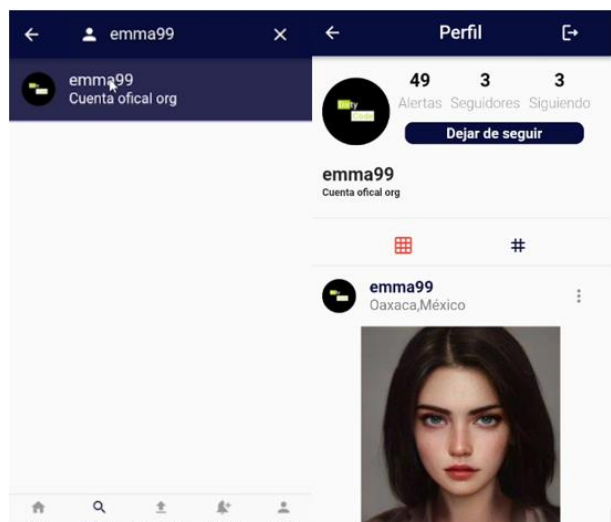 emma99
emma99
Cuenta ofical org
Perfil
49 3 3
Alertas Seguidores Siguiendo
Dejar de seguir
emma99
Cuenta ofical org
#
emma99
Oaxaca,México